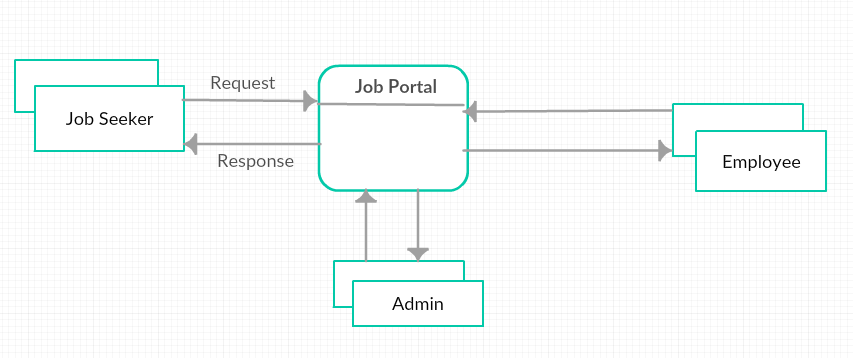 Request
Job Portal
Job Seeker
Response
Employee
Admin